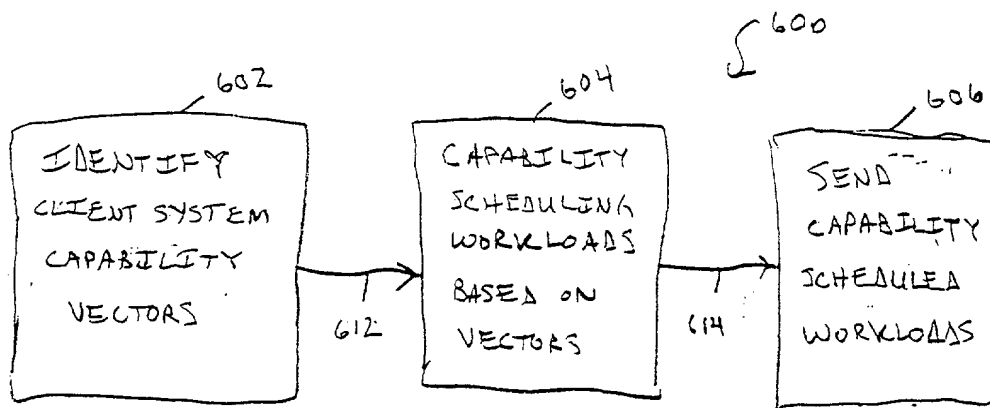 600
602
604
606
IDENTIFY
CLIENT SYSTEM
CAPABILITY
VECTORS
612
CAPABILITY
SCHEDULING
WORKLOADS
BASED ON
VECTORS
614
SEND
CAPABILITY
SCHEDULED
WORKLOADS